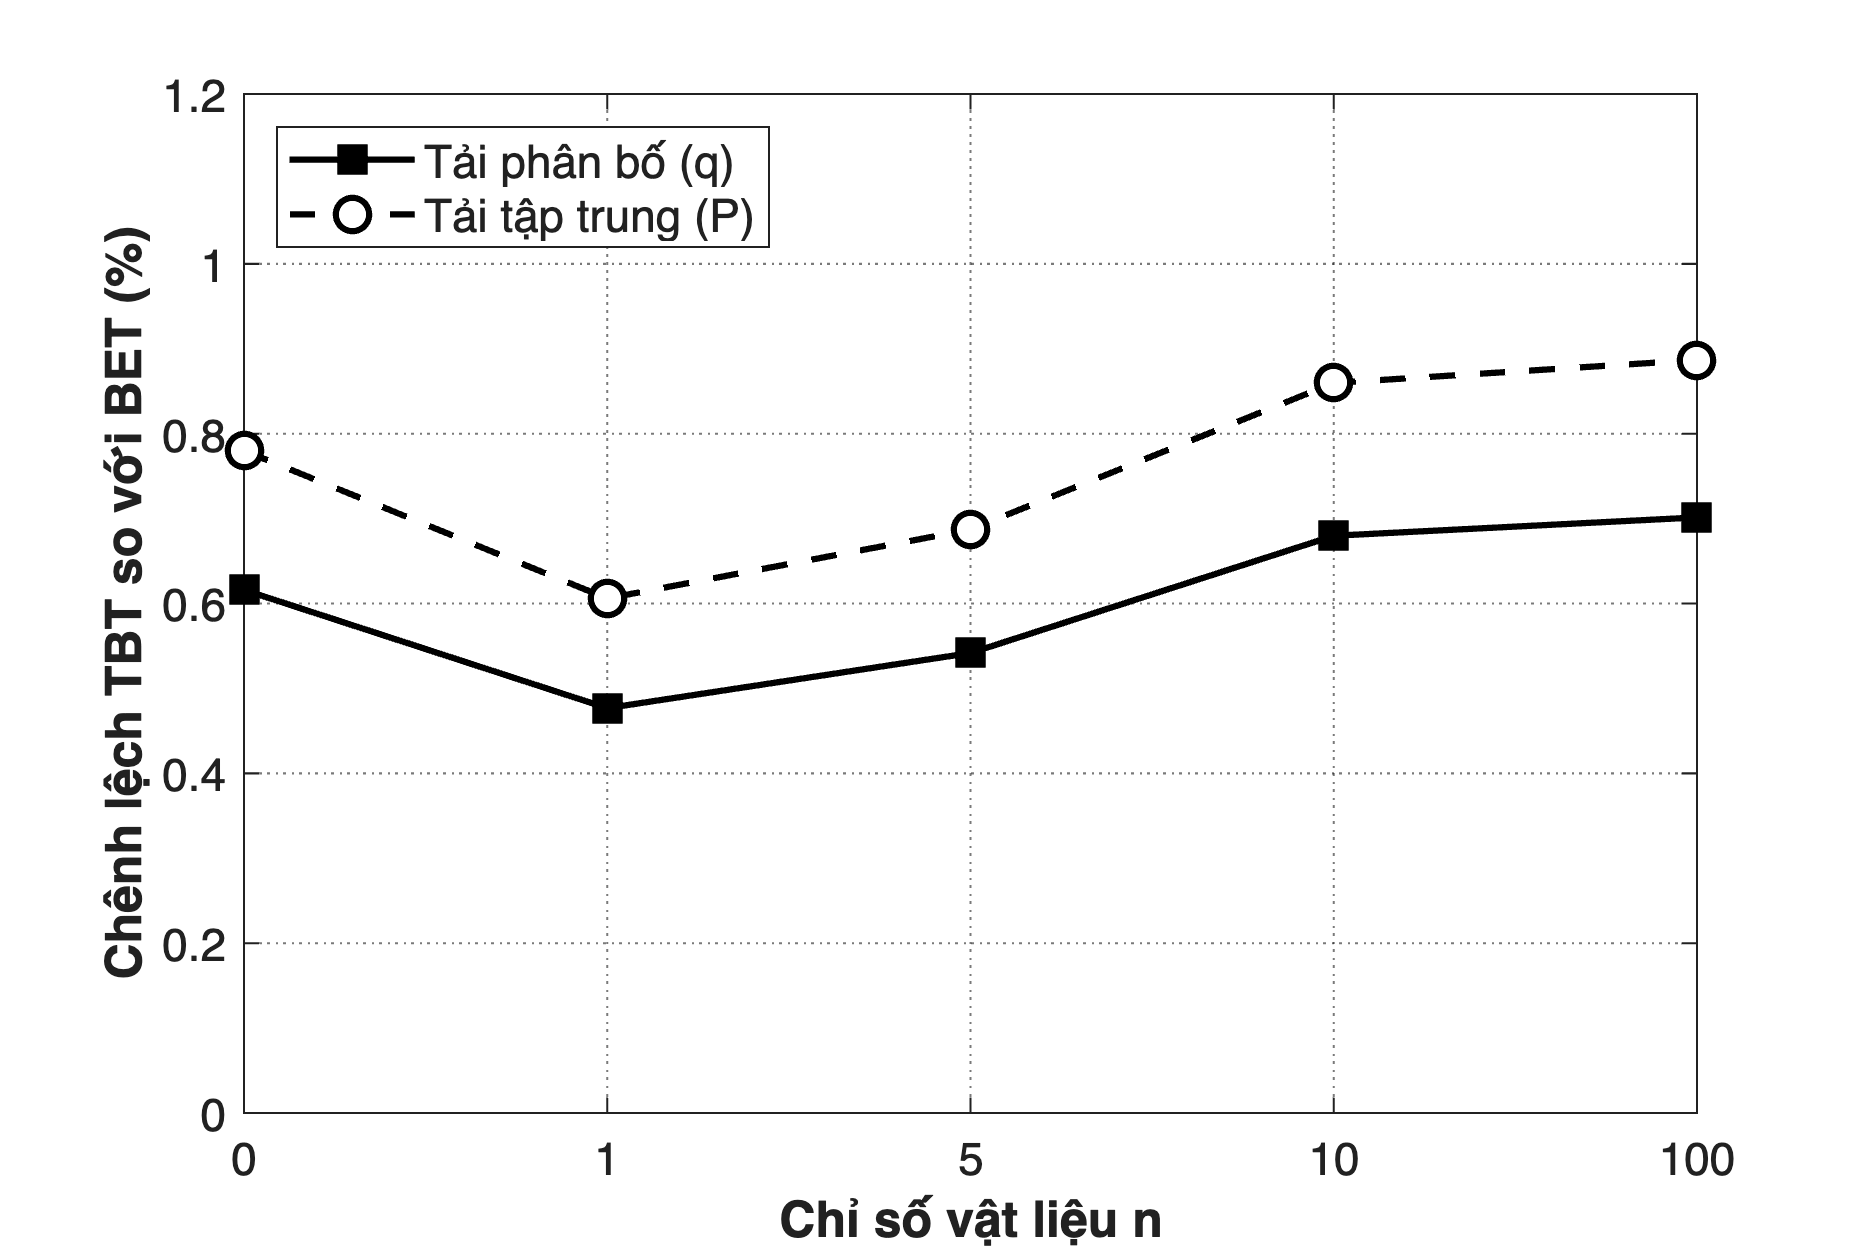 1.2
1
0.8
0.6
0.4
0.2
0
Chênh lệch TBT so với BET (%)
Tải phân bố (q)
Tải tập trung (P)
0 1 5 10 100
Chỉ số vật liệu n